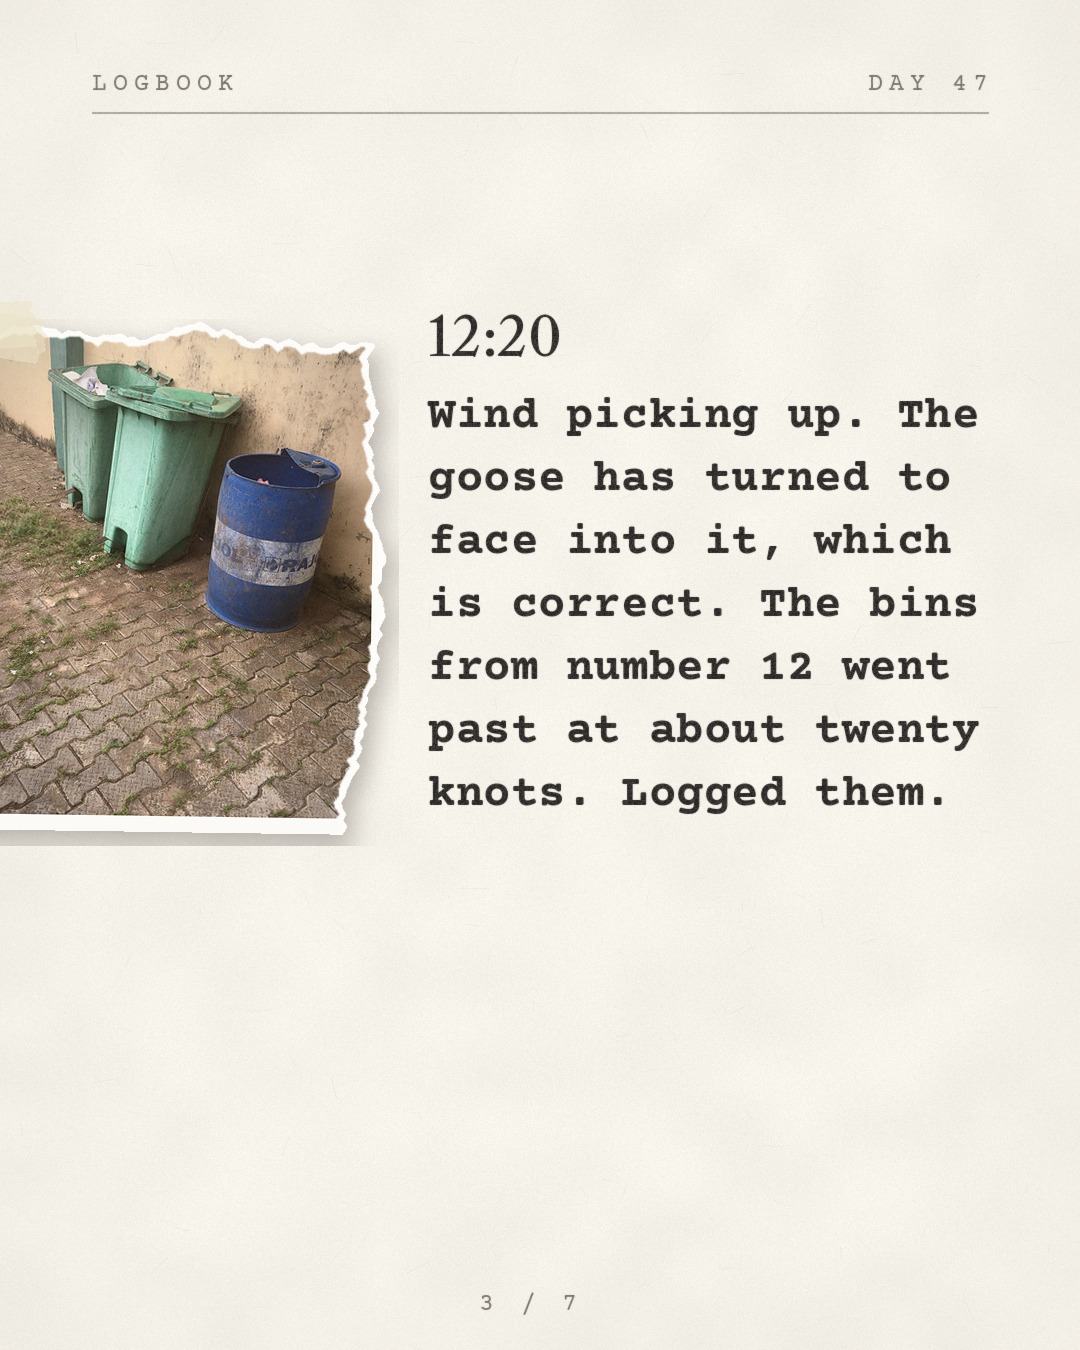 LOGBOOK DAY 47
12:20
Wind picking up. The
goose has turned to
face into it, which
is correct. The bins
from number 12 went
past at about twenty
knots. Logged them.
3 / 7